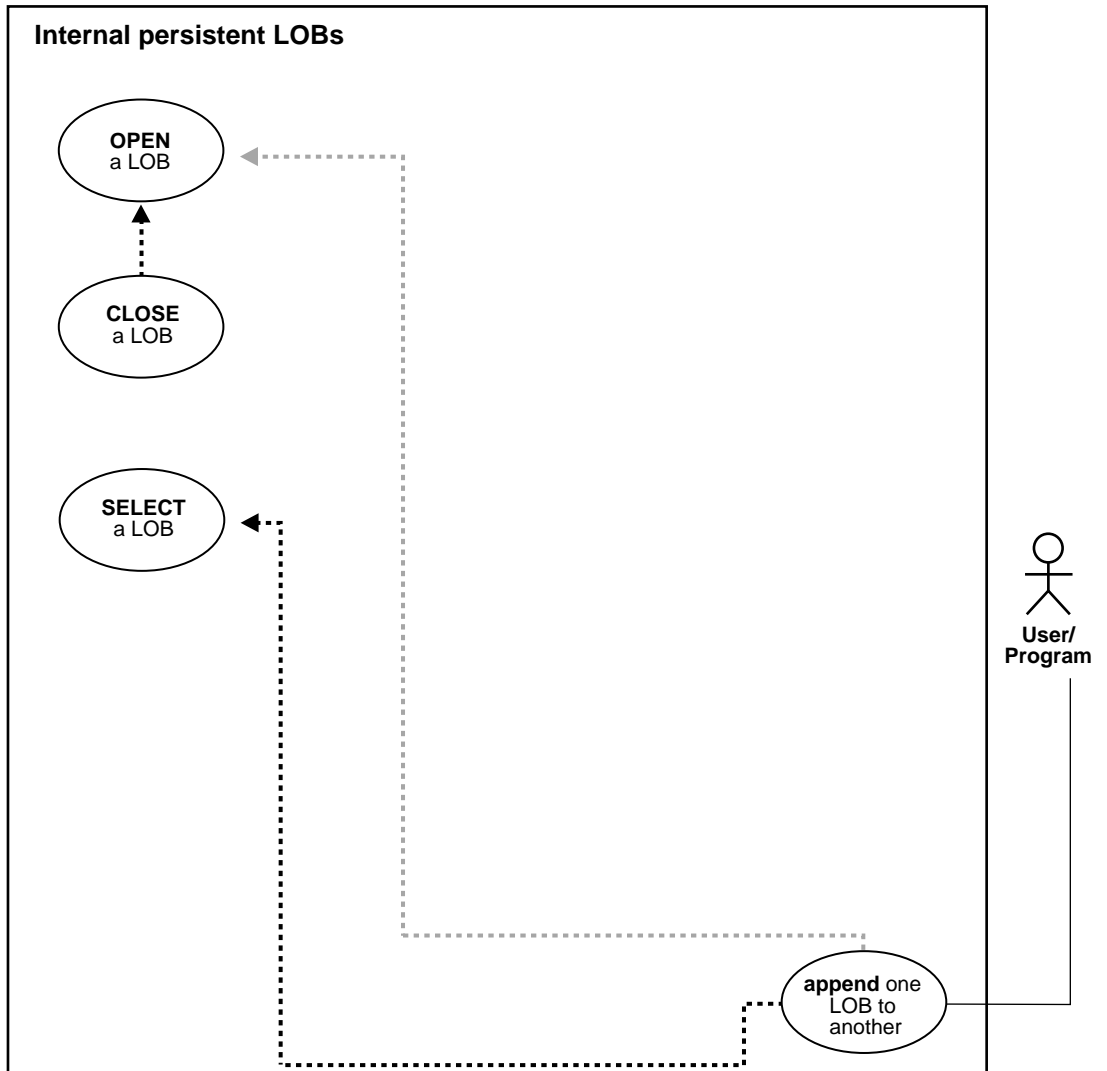 Internal persistent LOBs
OPEN
a LOB
CLOSE
a LOB
SELECT
a LOB
User/
Program
append one
LOB to
another